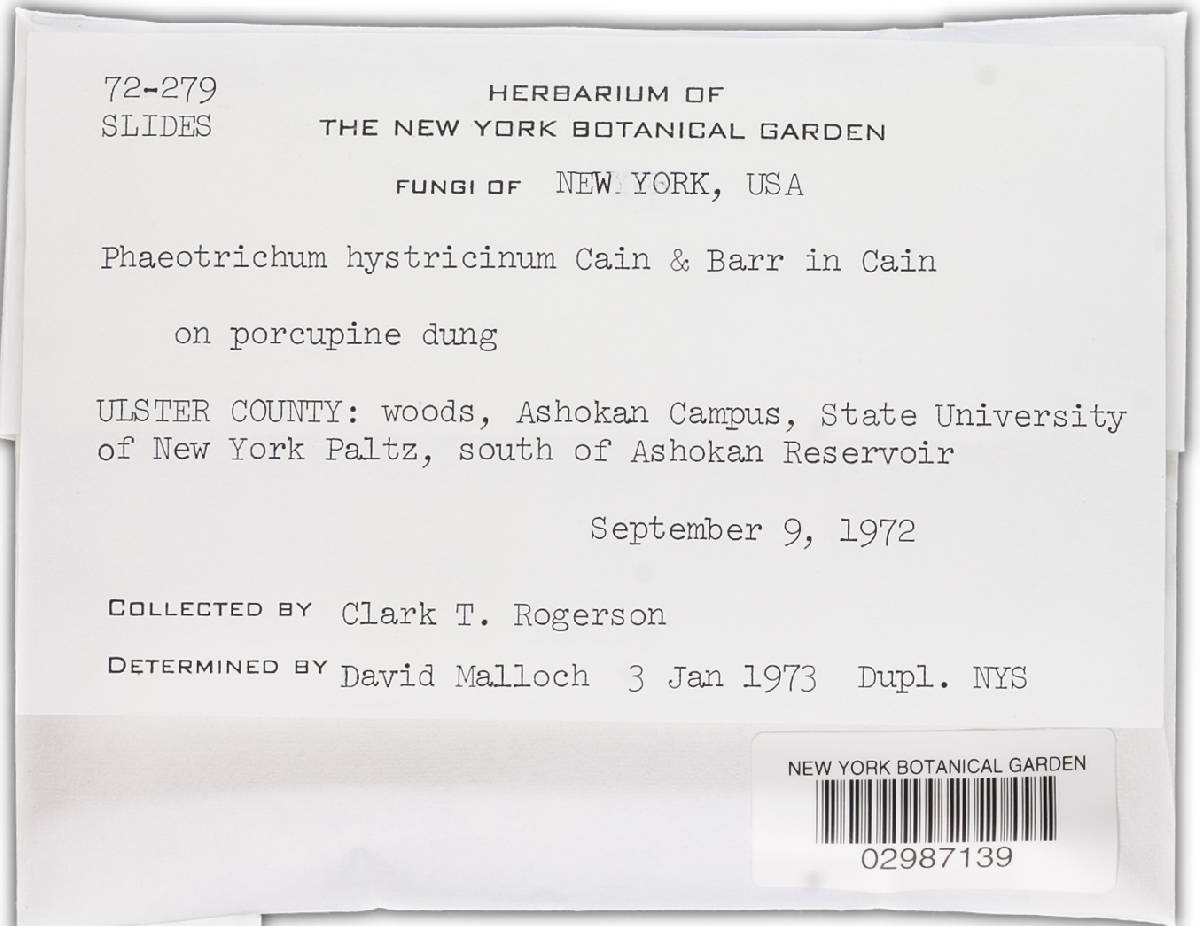 72-279
SLIDES
HERBARIUM OF
THE NEW YORK BOTANICAL GARDEN
FUNGI OF NEW YORK, USA
Phaeotrichum hystricinum Cain & Barr in Cain
on porcupine dung
ULSTER COUNTY: woods, Ashokan Campus, State University
of New York Paltz, south of Ashokan Reservoir
September 9, 1972
COLLECTED BY Clark T. Rogerson
DETERMINED BY David Malloch 3 Jan 1973 Dupl. NYS
NEW YORK BOTANICAL GARDEN
02987139